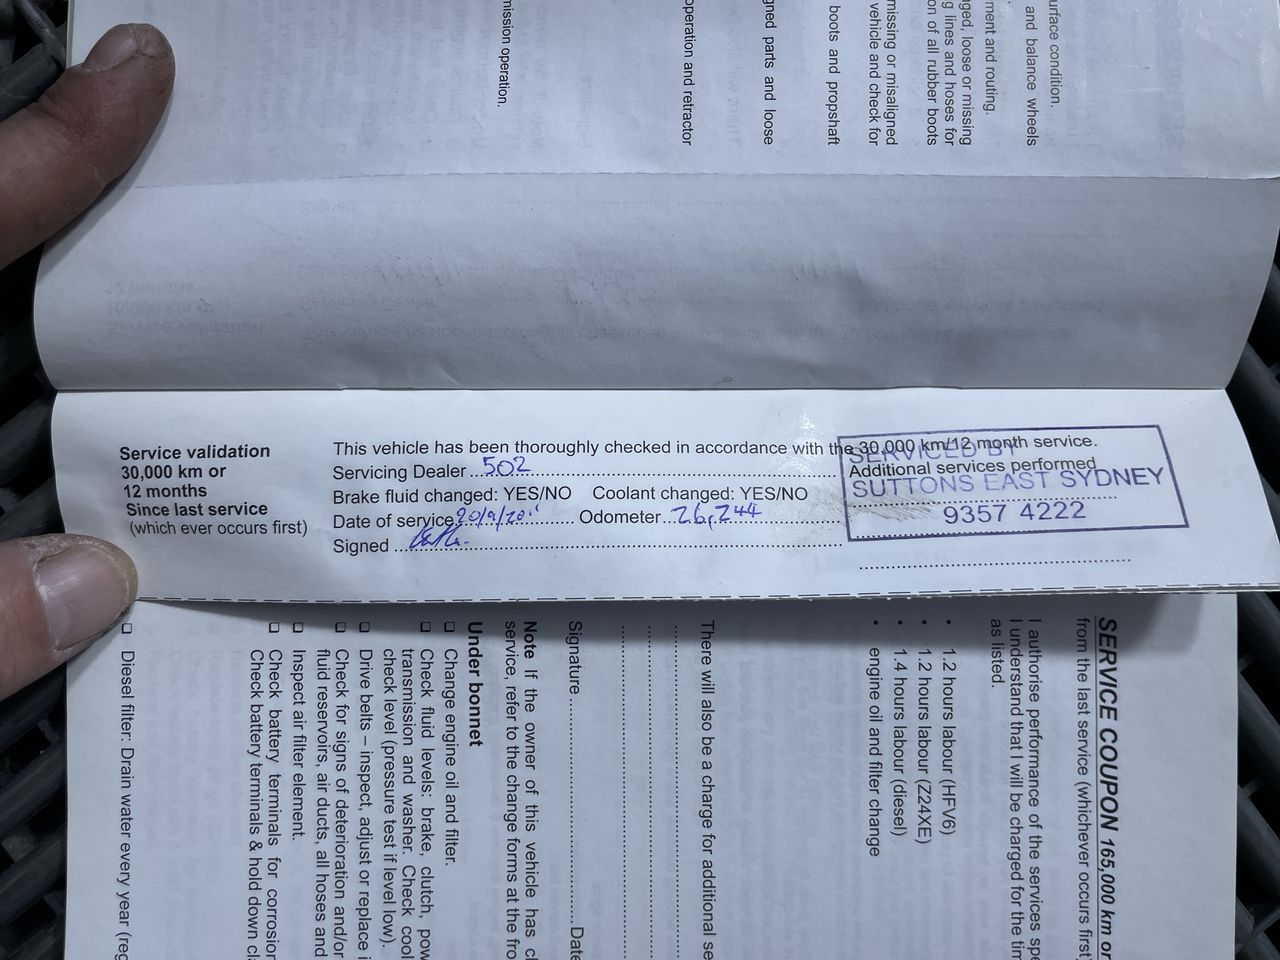 mission operation.
operation and retractor
gned parts and loose
boots and propshaft
missing or misaligned
vehicle and check for
urface condition.
and balance wheels
ment and routing.
ged, loose or missing
g lines and hoses for
on of all rubber boots
Service validation
30,000 km or
12 months
Since last service
(which ever occurs first)
This vehicle has been thoroughly checked in accordance with the 30,000 km/12 month service.
Servicing Dealer 502
Brake fluid changed: YES/NO Coolant changed: YES/NO
Date of service 20/9/20'' Odometer 26,244
Signed
Additional services performed
SERVICED BY
SUTTONS EAST SYDNEY
9357 4222
SERVICE COUPON 165,000 km or
from the last service (whichever occurs first)
I authorise performance of the services spe
I understand that I will be charged for the tim
as listed.
• 1.2 hours labour (HFV6)
• 1.2 hours labour (Z24XE)
• 1.4 hours labour (diesel)
• engine oil and filter change
There will also be a charge for additional se
Signature Date
Note If the owner of this vehicle has ch
service, refer to the change forms at the fro
Under bonnet
❑ Change engine oil and filter.
❑ Check fluid levels: brake, clutch, pow
transmission and washer. Check cool
check level (pressure test if level low).
❑ Drive belts – inspect, adjust or replace i
❑ Check for signs of deterioration and/or
fluid reservoirs, air ducts, all hoses and
❑ Inspect air filter element.
❑ Check battery terminals for corrosion
Check battery terminals & hold down cl
❑ Diesel filter: Drain water every year (reg